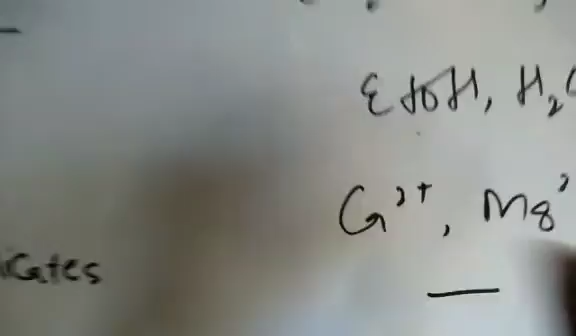 EtOH, H₂
Ca²⁺, Mg²
icates